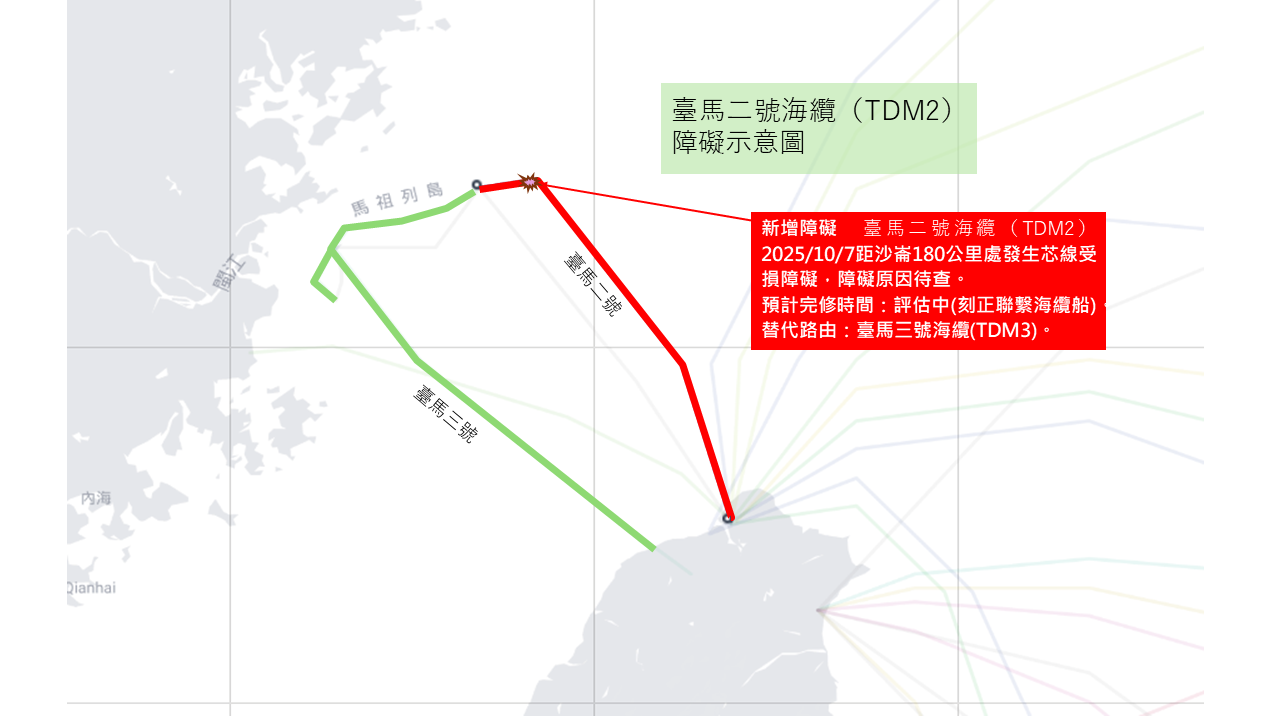 臺馬二號海纜（TDM2）
障礙示意圖
馬祖列島
新增障礙　臺馬二號海纜（TDM2）
2025/10/7距沙崙180公里處發生芯線受
損障礙，障礙原因待查。
預計完修時間：評估中(刻正聯繫海纜船)。
替代路由：臺馬三號海纜(TDM3)。
閩江
臺馬二號
臺馬三號
內海
Qianhai